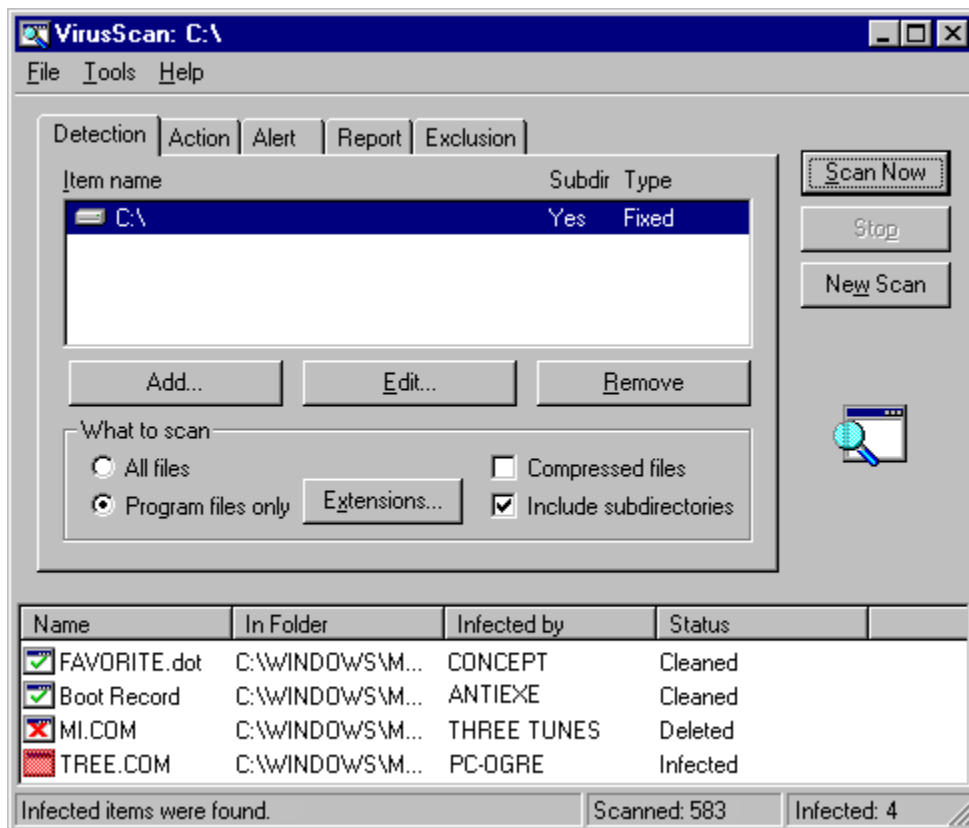 VirusScan: C:\
File Tools Help
Detection Action Alert Report Exclusion
Item name Subdir Type
C:\ Yes Fixed
Scan Now
Stop
New Scan
Add... Edit... Remove
What to scan
All files
Program files only
Extensions...
Compressed files
Include subdirectories
Name In Folder Infected by Status
FAVORITE.dot C:\WINDOWS\M... CONCEPT Cleaned
Boot Record C:\WINDOWS\M... ANTIEXE Cleaned
MI.COM C:\WINDOWS\M... THREE TUNES Deleted
TREE.COM C:\WINDOWS\M... PC-OGRE Infected
Infected items were found. Scanned: 583 Infected: 4